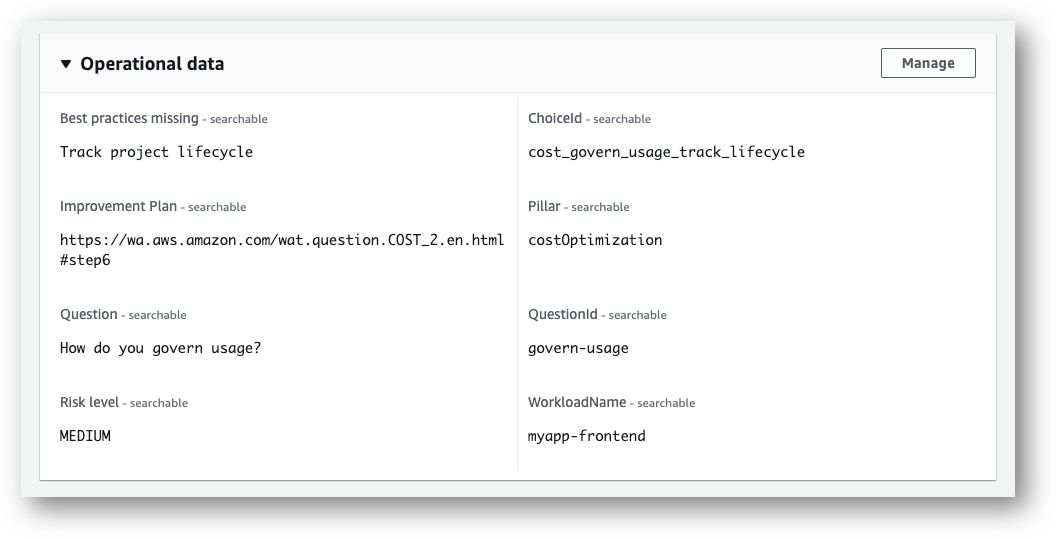 Operational data
Manage
Best practices missing - searchable
Track project lifecycle
ChoiceId - searchable
cost_govern_usage_track_lifecycle
Improvement Plan - searchable
https://wa.aws.amazon.com/wat.question.COST_2.en.html
#step6
Pillar - searchable
costOptimization
Question - searchable
How do you govern usage?
QuestionId - searchable
govern-usage
Risk level - searchable
MEDIUM
WorkloadName - searchable
myapp-frontend